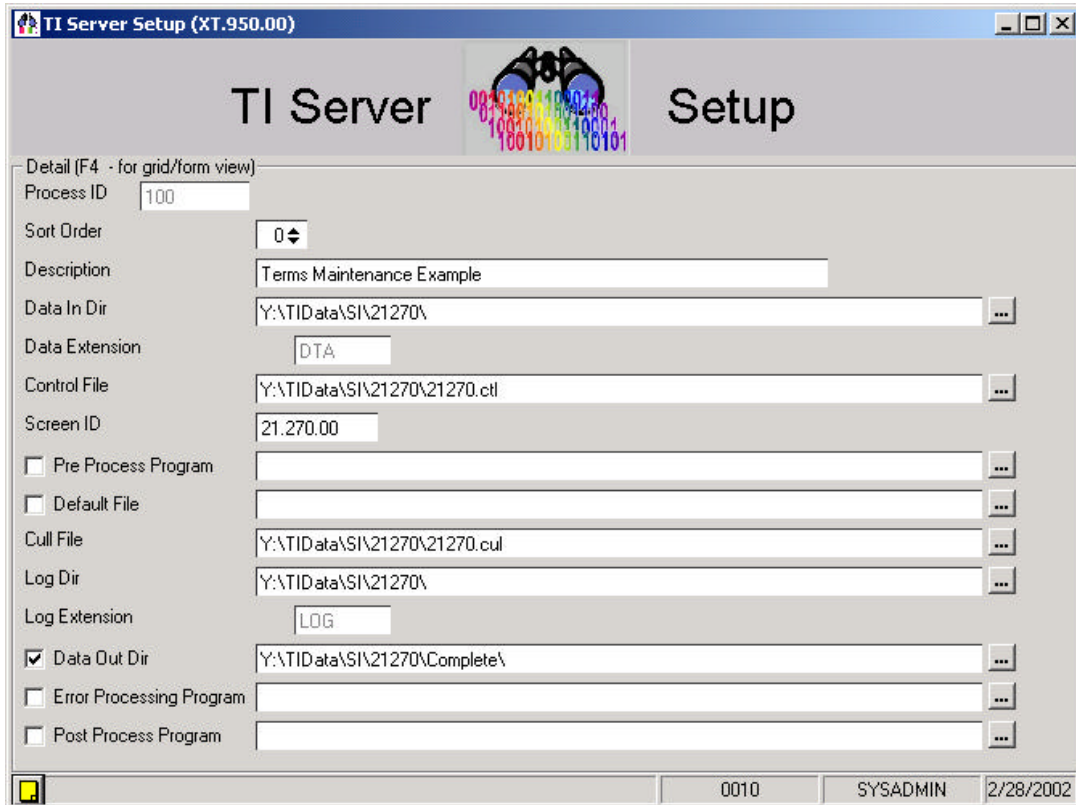 TI Server Setup (XT.950.00)
TI Server Setup
Detail (F4 - for grid/form view)
Process ID 100
Sort Order 0
Description Terms Maintenance Example
Data In Dir Y:\TIData\SI\21270\ ...
Data Extension DTA
Control File Y:\TIData\SI\21270\21270.ctl ...
Screen ID 21.270.00
Pre Process Program ...
Default File ...
Cull File Y:\TIData\SI\21270\21270.cul ...
Log Dir Y:\TIData\SI\21270\ ...
Log Extension LOG
Data Out Dir Y:\TIData\SI\21270\Complete\ ...
Error Processing Program ...
Post Process Program ...
0010 SYSADMIN 2/28/2002